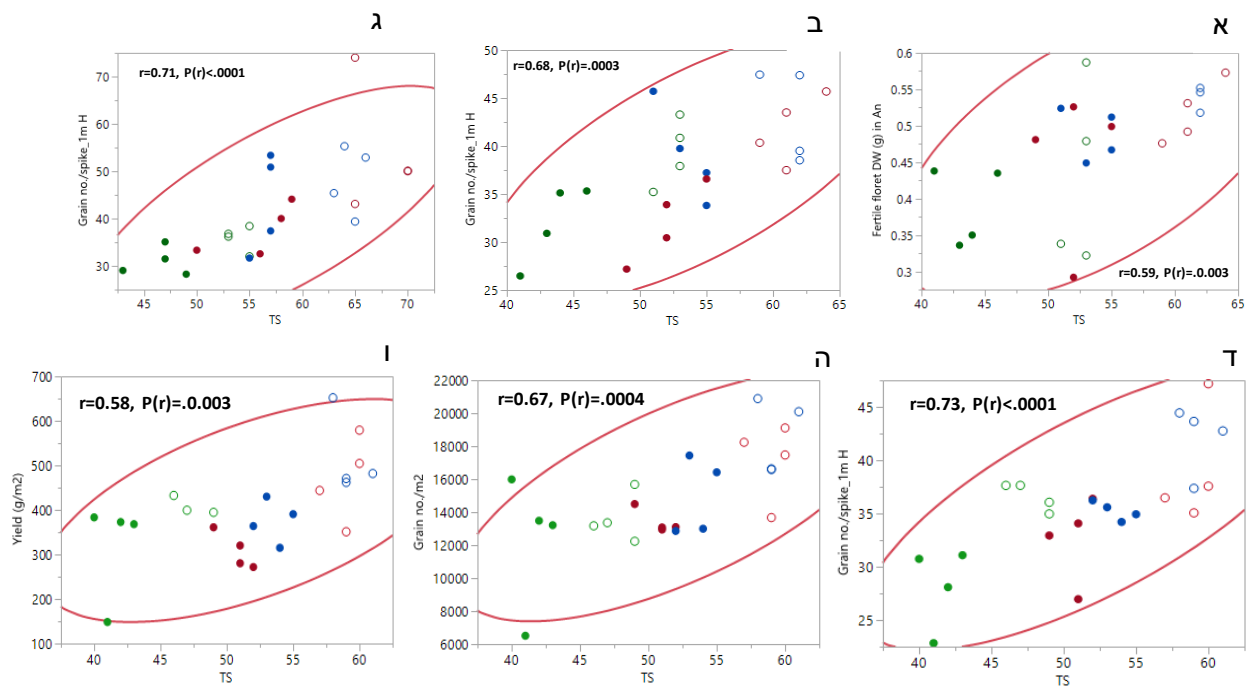 א
0.6
0.55
0.5
0.45
0.4
0.35
0.3
Fertile floret DW (g) in An
r=0.59, P(r)=.0.003
40 45 50 55 60 65
TS
ב
50
45
40
35
30
25
Grain no./spike_1m H
r=0.68, P(r)=.0003
40 45 50 55 60 65
TS
ג
70
60
50
40
30
Grain no./spike_1m H
r=0.71, P(r)<.0001
45 50 55 60 65 70
TS
ד
45
40
35
30
25
Grain no./spike_1m H
r=0.73, P(r)<.0001
40 45 50 55 60
TS
ה
22000
20000
18000
16000
14000
12000
10000
8000
6000
Grain no./m2
r=0.67, P(r)=.0004
40 45 50 55 60
TS
ו
700
600
500
400
300
200
100
Yield (g/m2)
r=0.58, P(r)=.0.003
40 45 50 55 60
TS